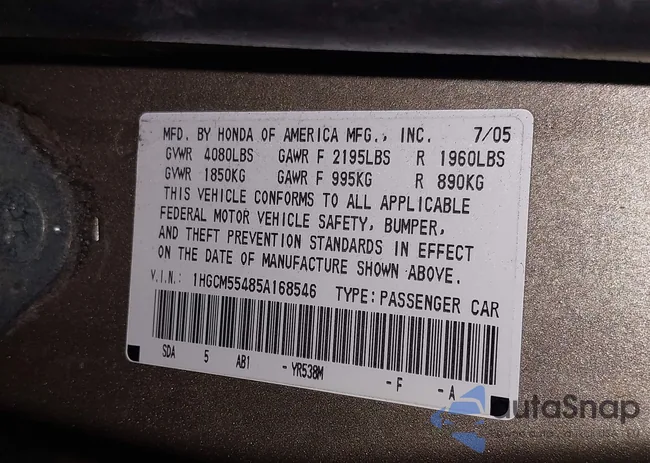 MFD. BY HONDA OF AMERICA MFG., INC. 7/05
GVWR 4080LBS GAWR F 2195LBS R 1960LBS
GVWR 1850KG GAWR F 995KG R 890KG
THIS VEHICLE CONFORMS TO ALL APPLICABLE
FEDERAL MOTOR VEHICLE SAFETY, BUMPER,
AND THEFT PREVENTION STANDARDS IN EFFECT
ON THE DATE OF MANUFACTURE SHOWN ABOVE.
V.I.N.: 1HGCM55485A168546 TYPE: PASSENGER CAR
SDA 5 AB1 -YR538M -F -A
AutoSnap